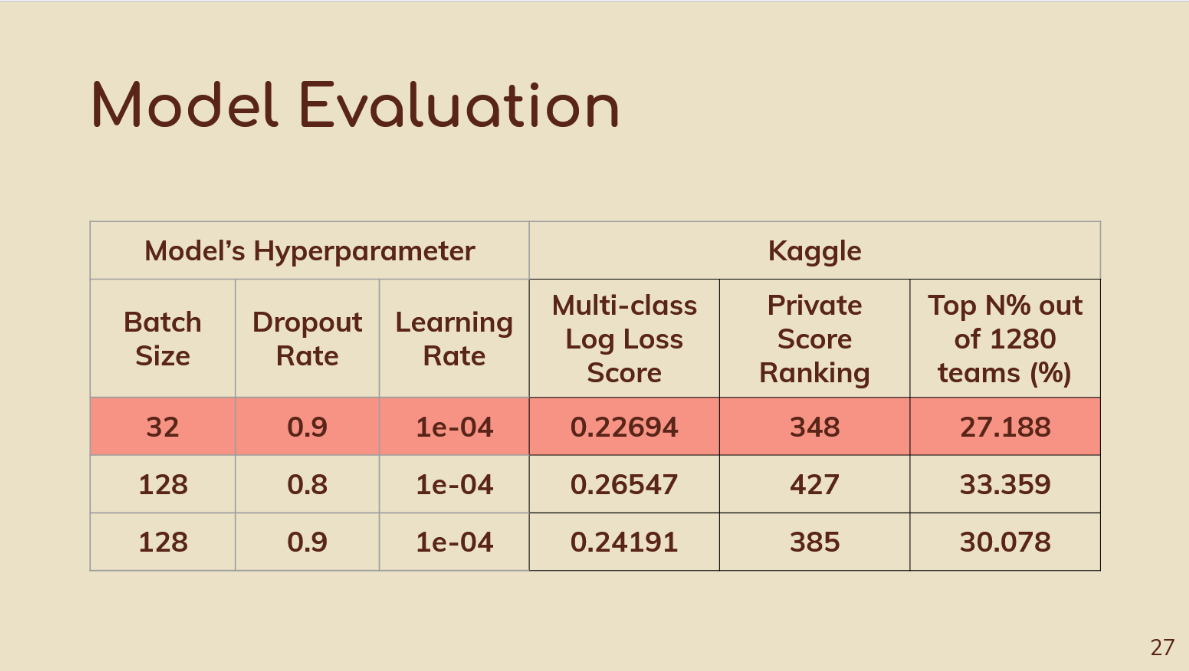 Model Evaluation
Model’s Hyperparameter Kaggle
Batch Size Dropout Rate Learning Rate Multi-class Log Loss Score Private Score Ranking Top N% out of 1280 teams (%)
32 0.9 1e-04 0.22694 348 27.188
128 0.8 1e-04 0.26547 427 33.359
128 0.9 1e-04 0.24191 385 30.078
27